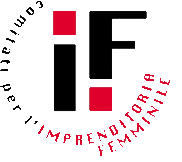 iF
comitati per l'IMPRENDITORIA
FEMMINILE